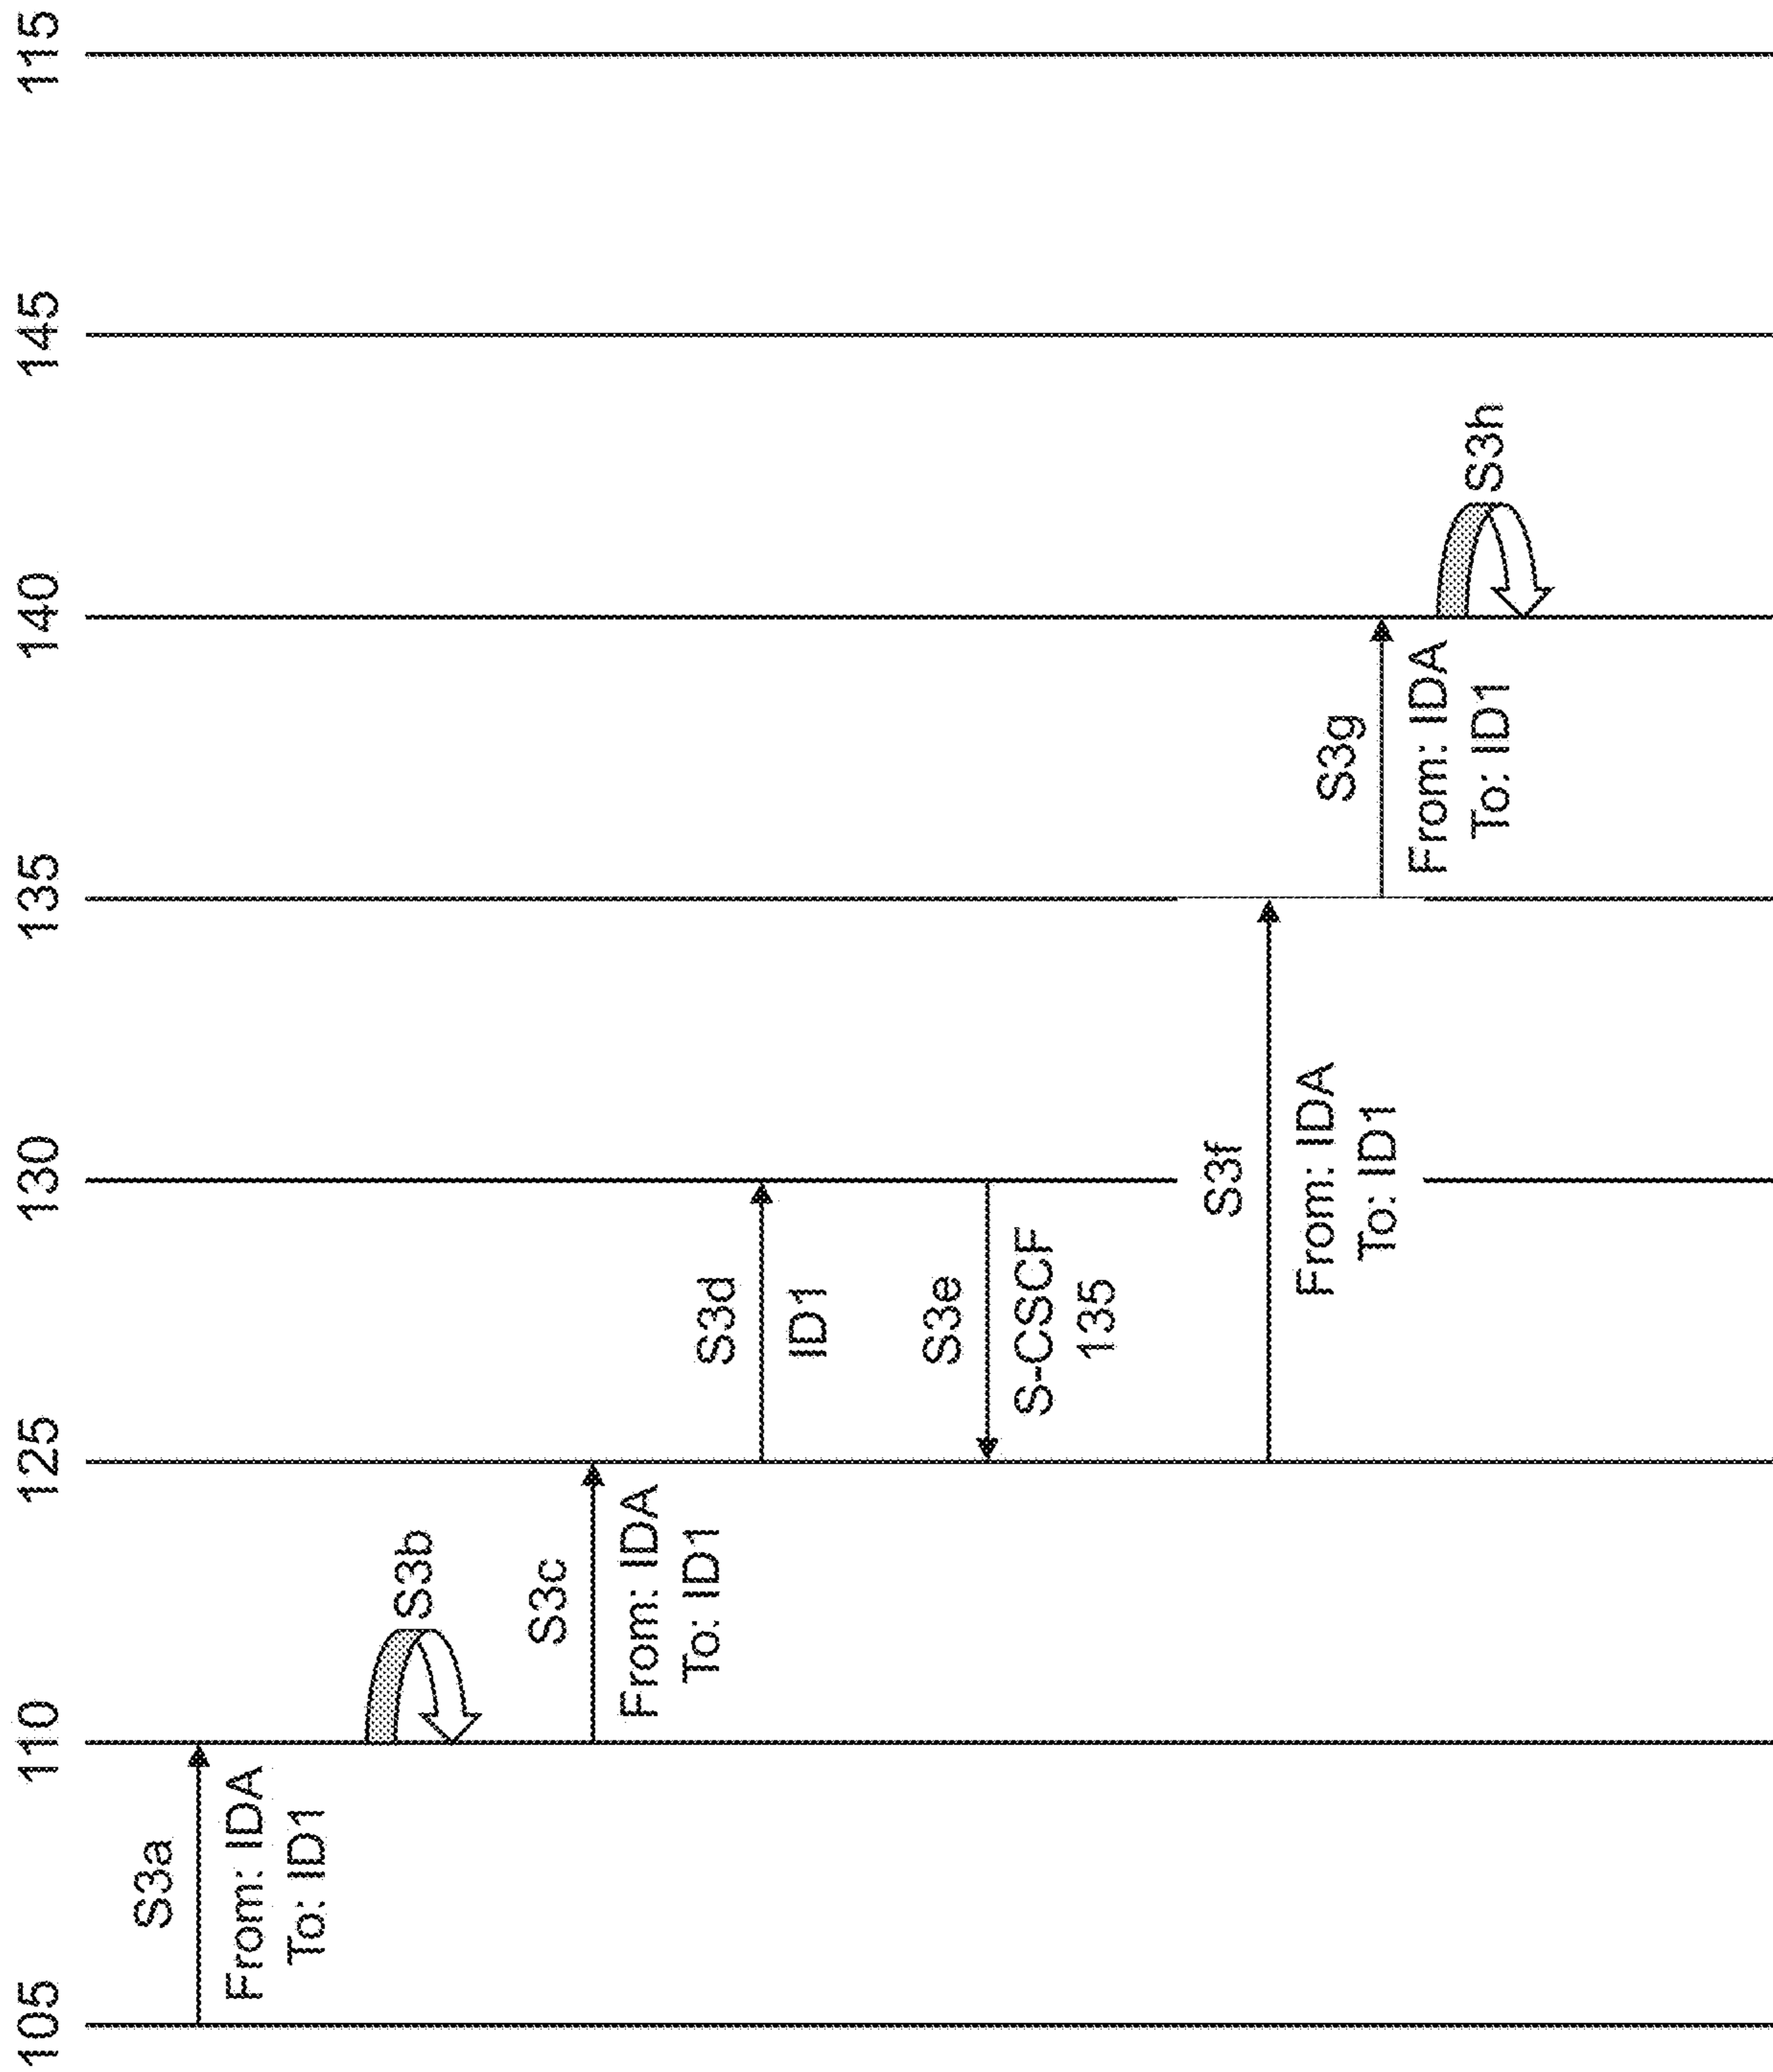 105
110
125
130
135
140
145
115
S3a
From: IDA
To: ID1
S3b
S3c
From: IDA
To: ID1
S3d
ID1
S3e
S-CSCF
135
S3f
From: IDA
To: ID1
S3g
From: IDA
To: ID1
S3h